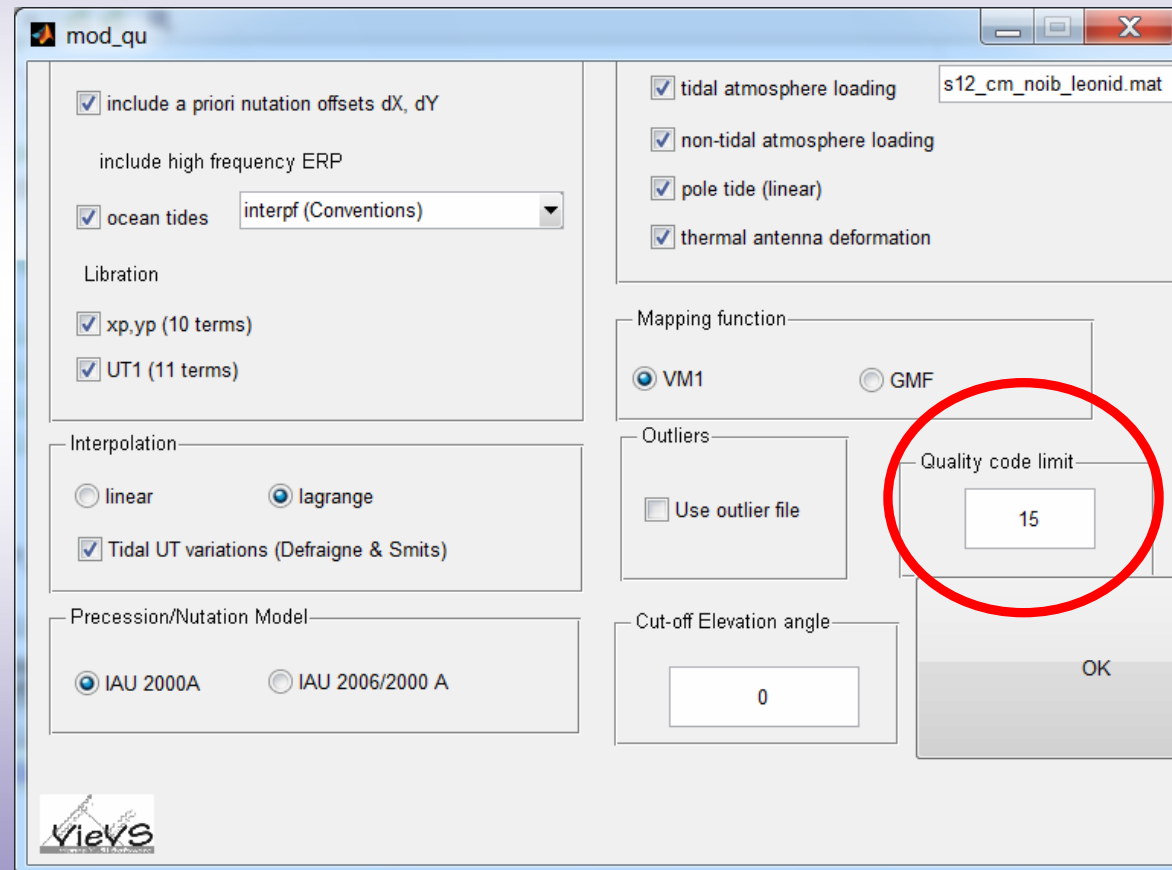 mod_qu
include a priori nutation offsets dX, dY
include high frequency ERP
ocean tides
interpf (Conventions)
Libration
xp,yp (10 terms)
UT1 (11 terms)
Interpolation
linear
lagrange
Tidal UT variations (Defraigne & Smits)
Precession/Nutation Model
IAU 2000A
IAU 2006/2000 A
tidal atmosphere loading
s12_cm_noib_leonid.mat
non-tidal atmosphere loading
pole tide (linear)
thermal antenna deformation
Mapping function
VM1
GMF
Outliers
Use outlier file
Quality code limit
15
Cut-off Elevation angle
0
OK
VieVS